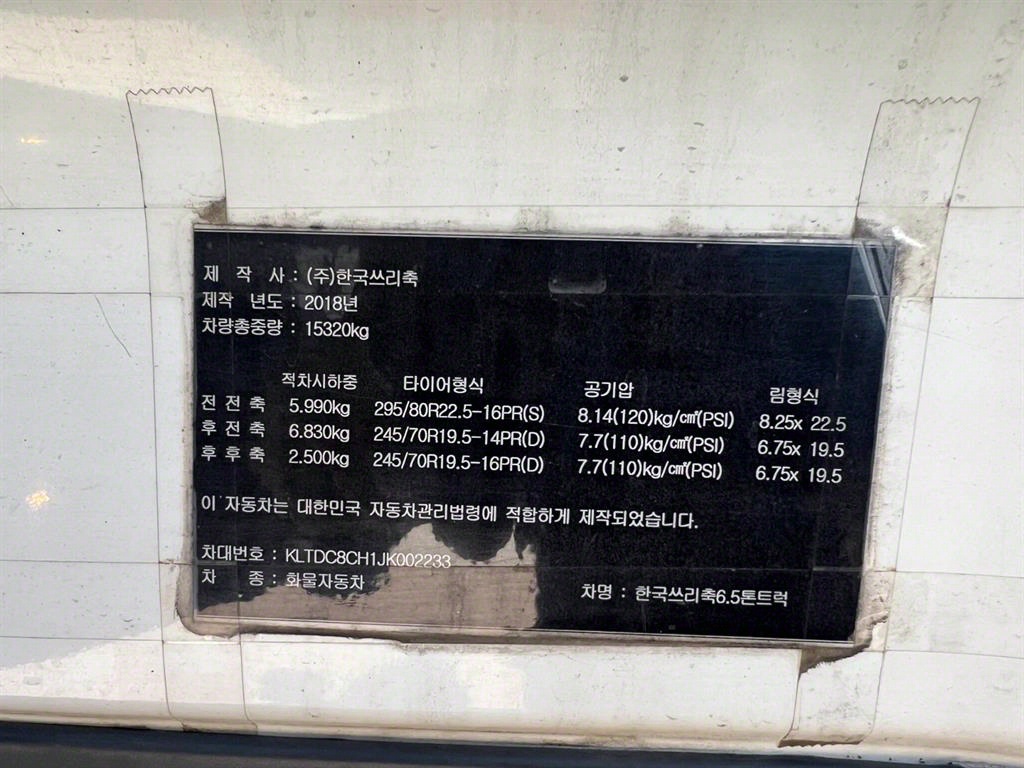 제 작 사 : (주)한국쓰리축
제작 년도 : 2018년
차량총중량 : 15320kg
적차시하중 타이어형식 공기압 림형식
전 전 축 5.990kg 295/80R22.5-16PR(S) 8.14(120)kg/㎠(PSI) 8.25x 22.5
후 전 축 6.830kg 245/70R19.5-14PR(D) 7.7(110)kg/㎠(PSI) 6.75x 19.5
후 후 축 2.500kg 245/70R19.5-16PR(D) 7.7(110)kg/㎠(PSI) 6.75x 19.5
이 자동차는 대한민국 자동차관리법령에 적합하게 제작되었습니다.
차대번호 : KLTDC8CH1JK002233
차 종 : 화물자동차 차명 : 한국쓰리축6.5톤트럭